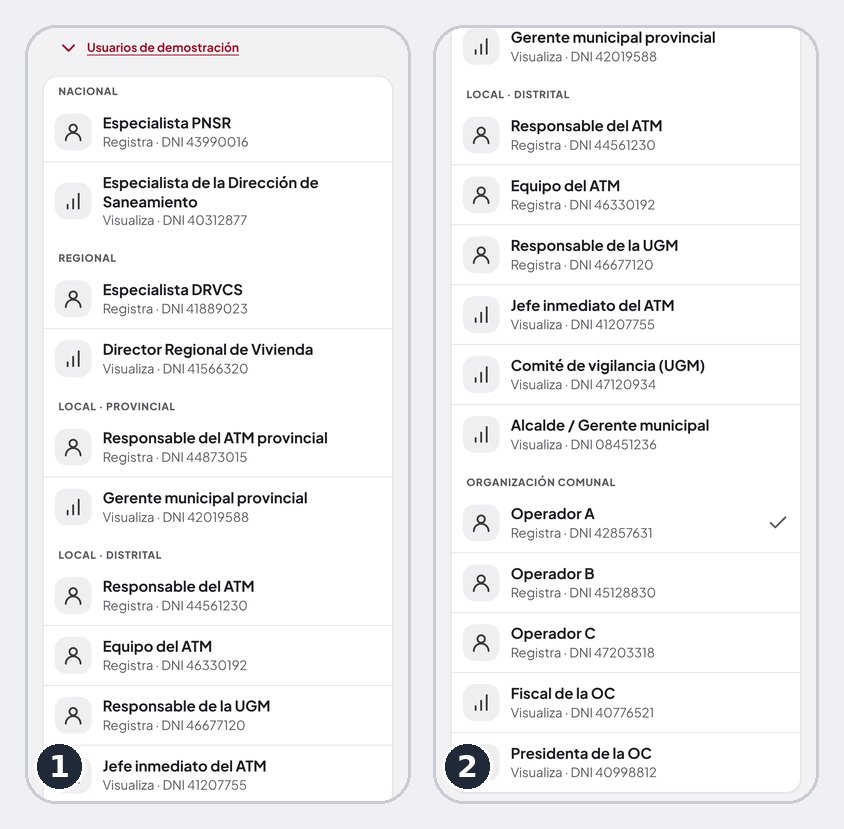 Usuarios de demostración
NACIONAL
Especialista PNSR
Registra · DNI 43990016
Especialista de la Dirección de
Saneamiento
Visualiza · DNI 40312877
REGIONAL
Especialista DRVCS
Registra · DNI 41889023
Director Regional de Vivienda
Visualiza · DNI 41566320
LOCAL · PROVINCIAL
Responsable del ATM provincial
Registra · DNI 44873015
Gerente municipal provincial
Visualiza · DNI 42019588
LOCAL · DISTRITAL
Responsable del ATM
Registra · DNI 44561230
Equipo del ATM
Registra · DNI 46330192
Responsable de la UGM
Registra · DNI 46677120
Jefe inmediato del ATM
Visualiza · DNI 41207755
1
Gerente municipal provincial
Visualiza · DNI 42019588
LOCAL · DISTRITAL
Responsable del ATM
Registra · DNI 44561230
Equipo del ATM
Registra · DNI 46330192
Responsable de la UGM
Registra · DNI 46677120
Jefe inmediato del ATM
Visualiza · DNI 41207755
Comité de vigilancia (UGM)
Visualiza · DNI 47120934
Alcalde / Gerente municipal
Visualiza · DNI 08451236
ORGANIZACIÓN COMUNAL
Operador A
Registra · DNI 42857631
Operador B
Registra · DNI 45128830
Operador C
Registra · DNI 47203318
Fiscal de la OC
Visualiza · DNI 40776521
Presidenta de la OC
Visualiza · DNI 40998812
2